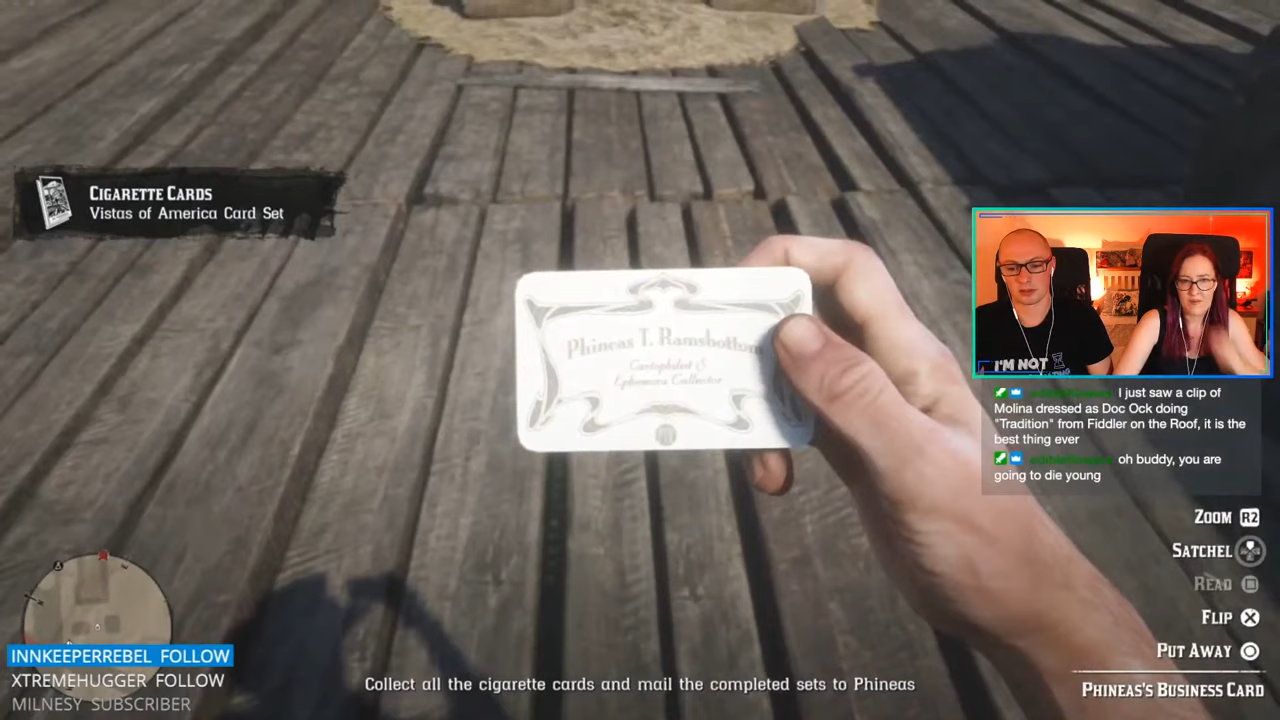 CIGARETTE CARDS
Vistas of America Card Set
Phineas T. Ramsbottom
Cartophilist &
Ephemera Collector
I'M NOT
I just saw a clip of
Molina dressed as Doc Ock doing
"Tradition" from Fiddler on the Roof, it is the
best thing ever
oh buddy, you are
going to die young
ZOOM R2
SATCHEL
READ
FLIP
PUT AWAY
PHINEAS'S BUSINESS CARD
INNKEEPERREBEL FOLLOW
XTREMEHUGGER FOLLOW
MILNESY SUBSCRIBER
Collect all the cigarette cards and mail the completed sets to Phineas